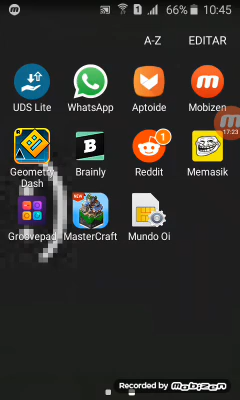 66% 10:45
A-Z EDITAR
UDS Lite WhatsApp Aptoide Mobizen
17:23
1
B
Geometry Dash Brainly Reddit Memasik
NEW
Groovepad MasterCraft Mundo Oi
Recorded by Mobizen